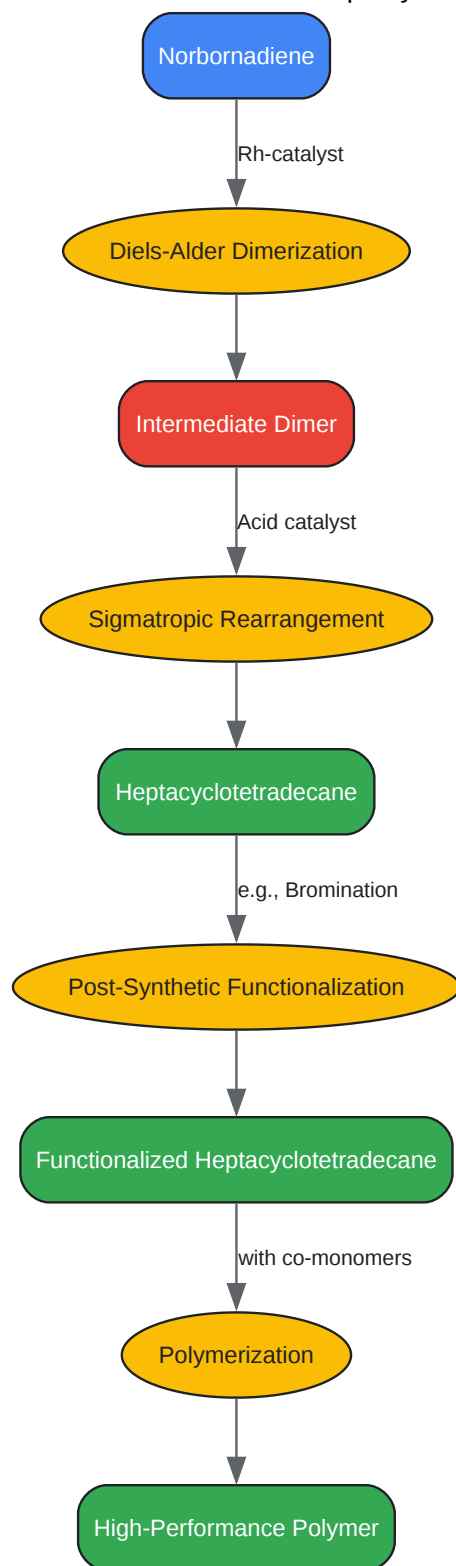 Norbornadiene
Rh-catalyst
Diels-Alder Dimerization
Intermediate Dimer
Acid catalyst
Sigmatropic Rearrangement
Heptacyclotetradecane
e.g., Bromination
Post-Synthetic Functionalization
Functionalized Heptacyclotetradecane
with co-monomers
Polymerization
High-Performance Polymer